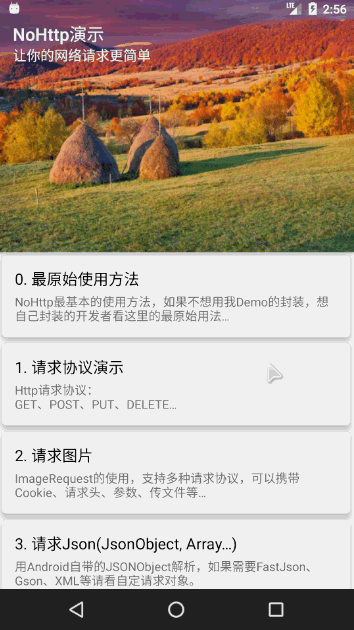 LTE 2:56
NoHttp演示
让你的网络请求更简单
0. 最原始使用方法
NoHttp最基本的使用方法，如果不想用我Demo的封装，想
自己封装的开发者看这里的最原始用法...
1. 请求协议演示
Http请求协议：
GET、POST、PUT、DELETE...
2. 请求图片
ImageRequest的使用，支持多种请求协议，可以携带
Cookie、请求头、参数、传文件等...
3. 请求Json(JsonObject, Array...)
用Android自带的JSONObject解析，如果需要FastJson、
Gson、XML等请看自定请求对象。